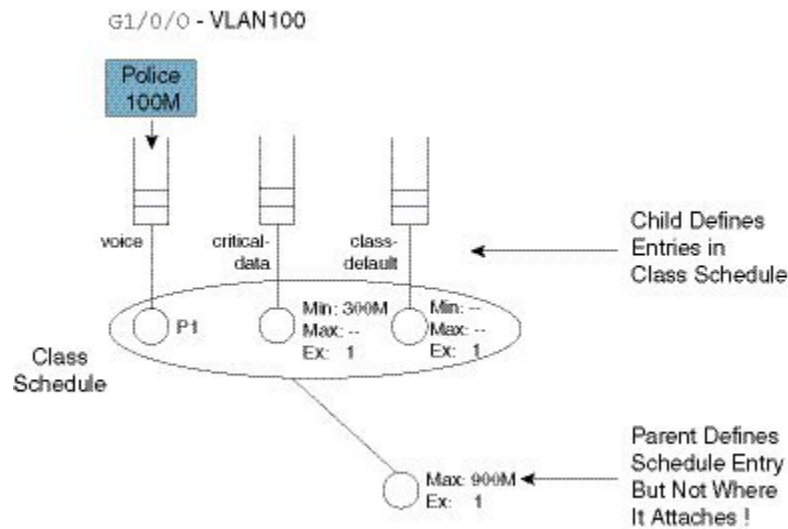 G1/0/0 - VLAN100
Police
100M
voice
critical-
data
class-
default
Child Defines
Entries in
Class Schedule
P1
Min: 300M
Max: --
Ex: 1
Min: --
Max: --
Ex: 1
Class
Schedule
Max: 900M
Ex: 1
Parent Defines
Schedule Entry
But Not Where
It Attaches !